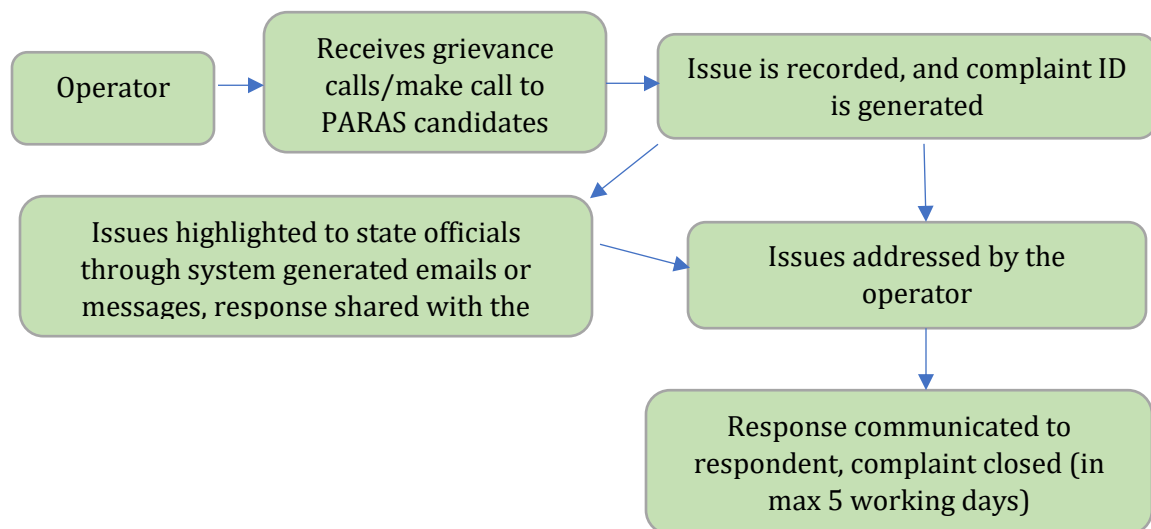 Operator
Receives grievance
calls/make call to
PARAS candidates
Issue is recorded, and complaint ID
is generated
Issues highlighted to state officials
through system generated emails or
messages, response shared with the
Issues addressed by the
operator
Response communicated to
respondent, complaint closed (in
max 5 working days)